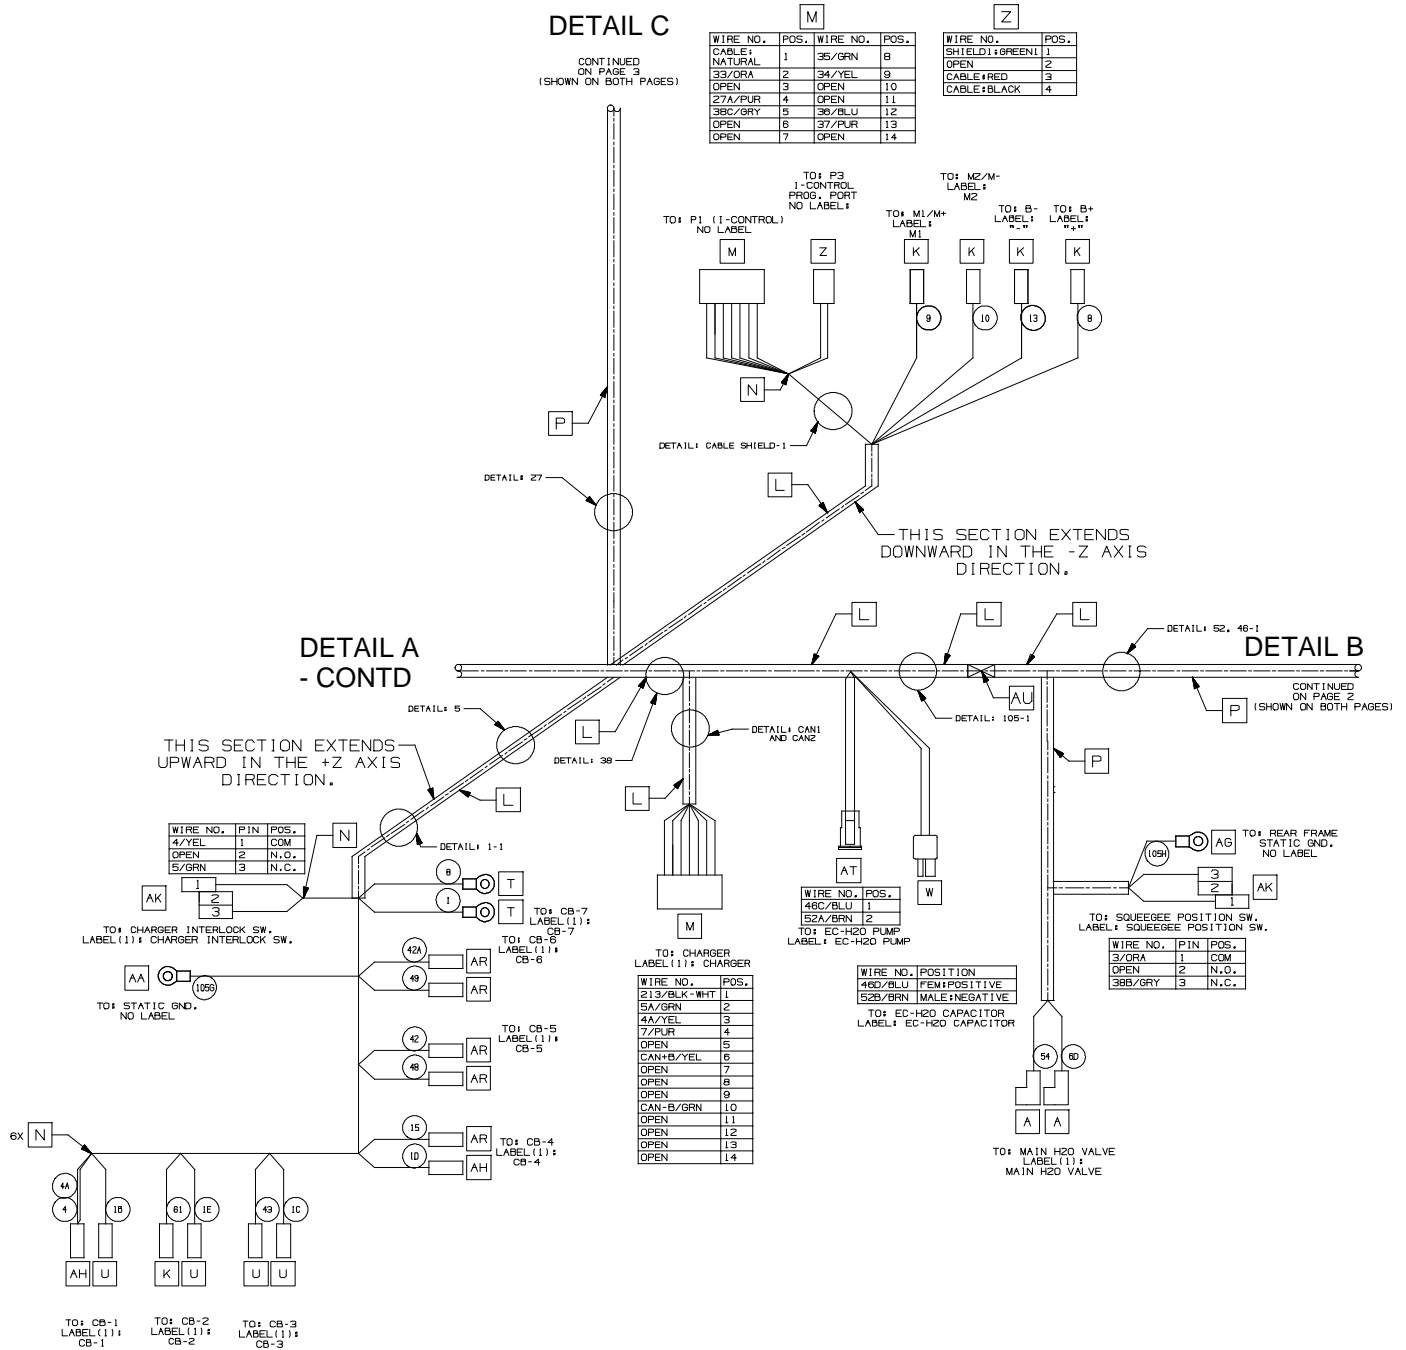 DETAIL C
CONTINUED
ON PAGE 3
(SHOWN ON BOTH PAGES)
M
WIRE NO. POS. WIRE NO. POS.
CABLE: NATURAL 1 35/GRN 8
33/ORA 2 34/YEL 9
OPEN 3 OPEN 10
27A/PUR 4 OPEN 11
38C/GRY 5 36/BLU 12
OPEN 6 37/PUR 13
OPEN 7 OPEN 14
Z
WIRE NO. POS.
SHIELD1:GREEN1 1
OPEN 2
CABLE:RED 3
CABLE:BLACK 4
TO: P1 (I-CONTROL)
NO LABEL
M
TO: P3
I-CONTROL
PROG. PORT
NO LABEL:
Z
TO: M1/M+
LABEL:
M1
K
9
TO: M2/M-
LABEL:
M2
K
10
TO: B-
LABEL:
"-"
K
13
TO: B+
LABEL:
"+"
K
8
N
P
DETAIL: CABLE SHIELD-1
DETAIL: 27
L
THIS SECTION EXTENDS
DOWNWARD IN THE -Z AXIS
DIRECTION.
DETAIL A
- CONTD
L
L
L
DETAIL: 52, 46-1
DETAIL B
CONTINUED
ON PAGE 2
(SHOWN ON BOTH PAGES)
P
AU
DETAIL: 105-1
DETAIL: 5
L
DETAIL: 38
DETAIL: CAN1
AND CAN2
THIS SECTION EXTENDS
UPWARD IN THE +Z AXIS
DIRECTION.
L
L
P
DETAIL: 1-1
WIRE NO. PIN POS.
4/YEL 1 COM
OPEN 2 N.O.
5/GRN 3 N.C.
N
AK
1
2
3
TO: CHARGER INTERLOCK SW.
LABEL(1): CHARGER INTERLOCK SW.
8
T
1
T
TO: CB-7
LABEL(1):
CB-7
AA
105G
TO: STATIC GND.
NO LABEL
42A
AR
49
AR
TO: CB-6
LABEL(1):
CB-6
42
AR
48
AR
TO: CB-5
LABEL(1):
CB-5
15
AR
1D
AH
TO: CB-4
LABEL(1):
CB-4
6X
N
4A
4
1B
61
1E
43
1C
AH
U
K
U
U
U
TO: CB-1
LABEL(1):
CB-1
TO: CB-2
LABEL(1):
CB-2
TO: CB-3
LABEL(1):
CB-3
M
TO: CHARGER
LABEL(1): CHARGER
WIRE NO. POS.
213/BLK-WHT 1
5A/GRN 2
4A/YEL 3
7/PUR 4
OPEN 5
CAN+B/YEL 6
OPEN 7
OPEN 8
OPEN 9
CAN-B/GRN 10
OPEN 11
OPEN 12
OPEN 13
OPEN 14
AT
WIRE NO. POS.
46C/BLU 1
52A/BRN 2
TO: EC-H2O PUMP
LABEL: EC-H2O PUMP
W
WIRE NO. POSITION
46D/BLU FEM:POSITIVE
52B/BRN MALE:NEGATIVE
TO: EC-H2O CAPACITOR
LABEL: EC-H2O CAPACITOR
105H
AG
TO: REAR FRAME
STATIC GND.
NO LABEL
3
2
1
AK
TO: SQUEEGEE POSITION SW.
LABEL: SQUEEGEE POSITION SW.
WIRE NO. PIN POS.
3/ORA 1 COM
OPEN 2 N.O.
38B/GRY 3 N.C.
54
6D
A
A
TO: MAIN H2O VALVE
LABEL(1):
MAIN H2O VALVE